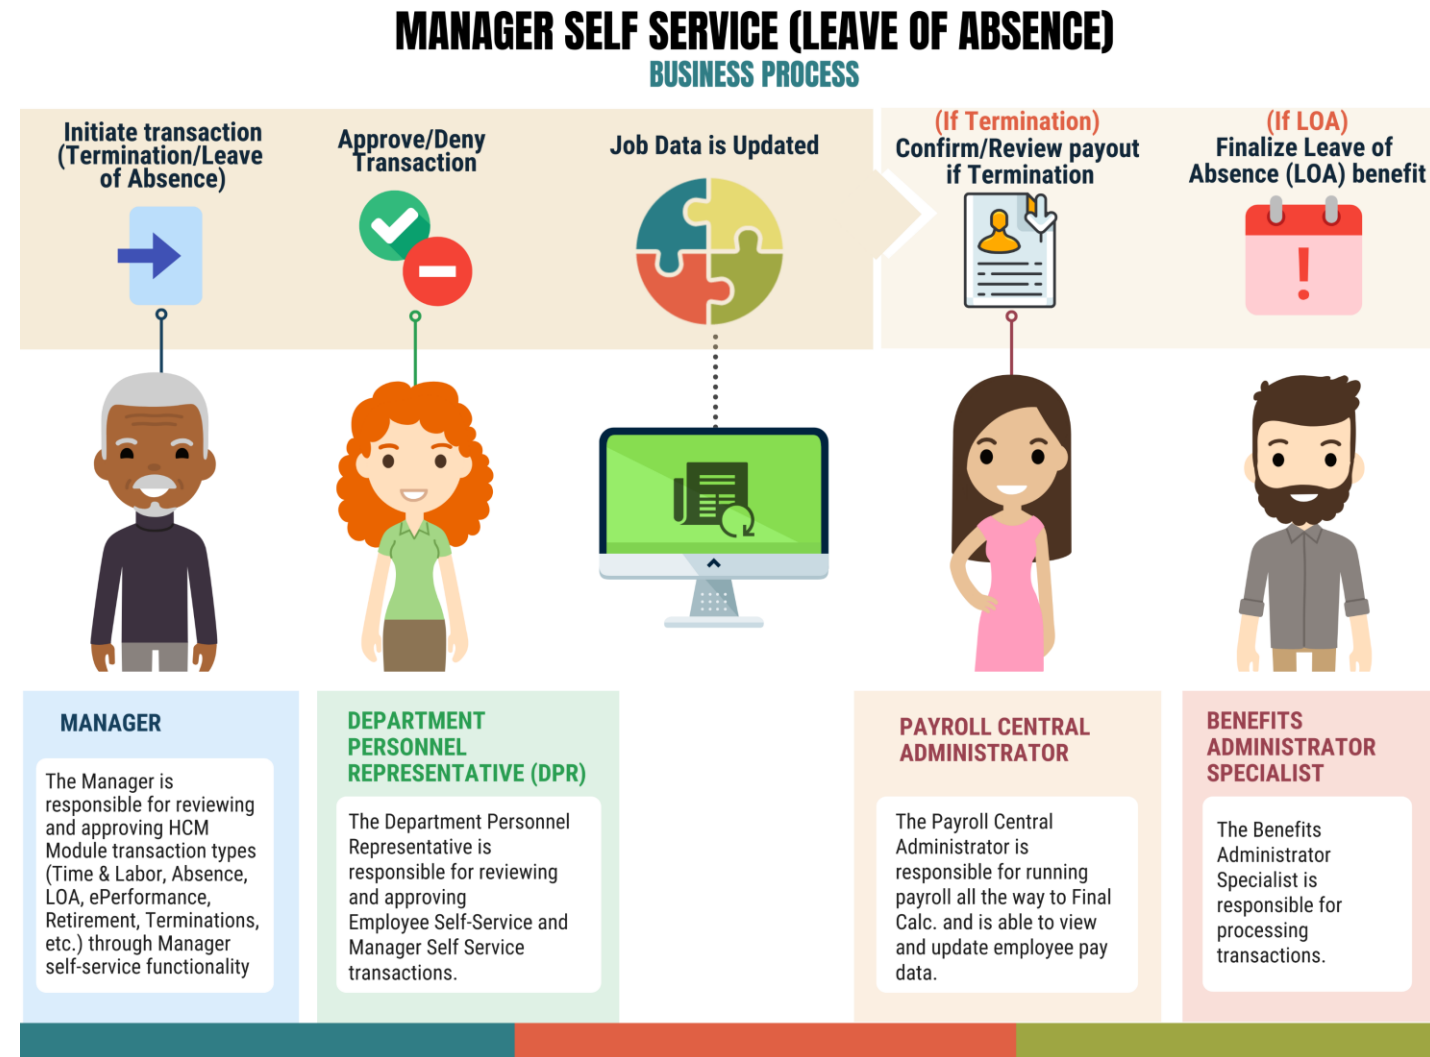 MANAGER SELF SERVICE (LEAVE OF ABSENCE)
BUSINESS PROCESS
Initiate transaction
(Termination/Leave
of Absence)
Approve/Deny
Transaction
Job Data is Updated
(If Termination)
Confirm/Review payout
if Termination
(If LOA)
Finalize Leave of
Absence (LOA) benefit
MANAGER
The Manager is
responsible for reviewing
and approving HCM
Module transaction types
(Time & Labor, Absence,
LOA, ePerformance,
Retirement, Terminations,
etc.) through Manager
self-service functionality
DEPARTMENT
PERSONNEL
REPRESENTATIVE (DPR)
The Department Personnel
Representative is
responsible for reviewing
and approving
Employee Self-Service and
Manager Self Service
transactions.
PAYROLL CENTRAL
ADMINISTRATOR
The Payroll Central
Administrator is
responsible for running
payroll all the way to Final
Calc. and is able to view
and update employee pay
data.
BENEFITS
ADMINISTRATOR
SPECIALIST
The Benefits
Administrator
Specialist is
responsible for
processing
transactions.